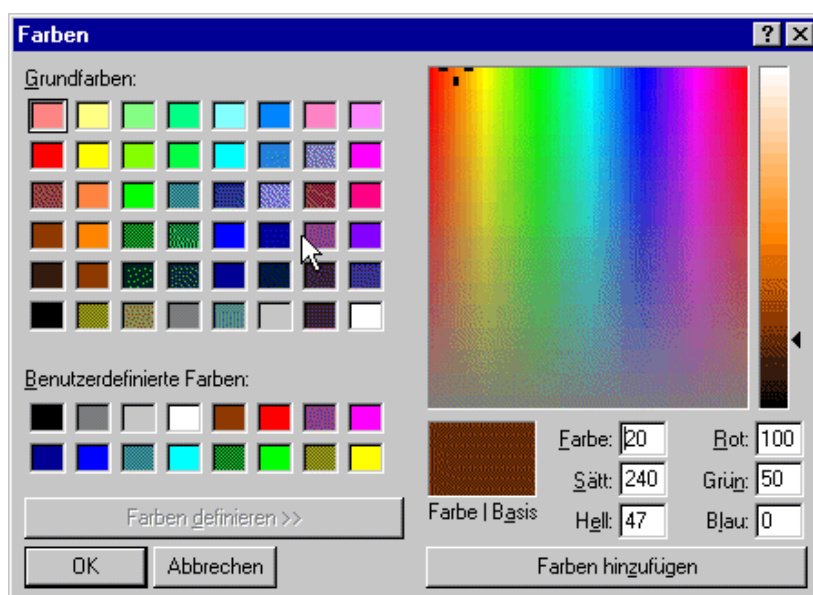 Farben
Grundfarben:
Benutzerdefinierte Farben:
Farben definieren >>
OK Abbrechen
Farbe | Basis
Farbe: 20 Rot: 100
Sätt: 240 Grün: 50
Hell: 47 Blau: 0
Farben hinzufügen